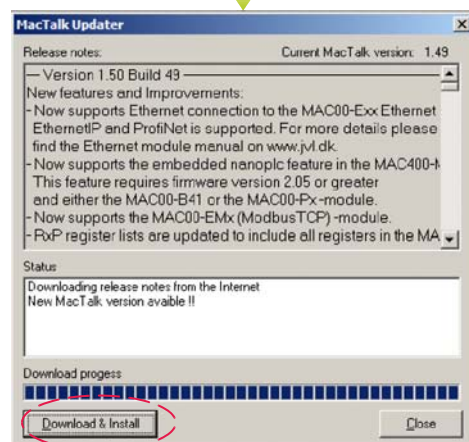 MacTalk Updater
Release notes: Current MacTalk version: 1.49
— Version 1.50 Build 49 —
New features and Improvements:
- Now supports Ethernet connection to the MAC00-Exx Ethernet
EthernetIP and ProfiNet is supported. For more details please
find the Ethernet module manual on www.jvl.dk.
- Now supports the embedded nanoplc feature in the MAC400-
This feature requires firmware version 2.05 or greater
and either the MAC00-B41 or the MAC00-Px-module.
- Now supports the MAC00-EMx (ModbusTCP) -module.
- RxP register lists are updated to include all registers in the MA
Status
Downloading release notes from the Internet
New MacTalk version avaible !!
Download progess
Download & Install Close